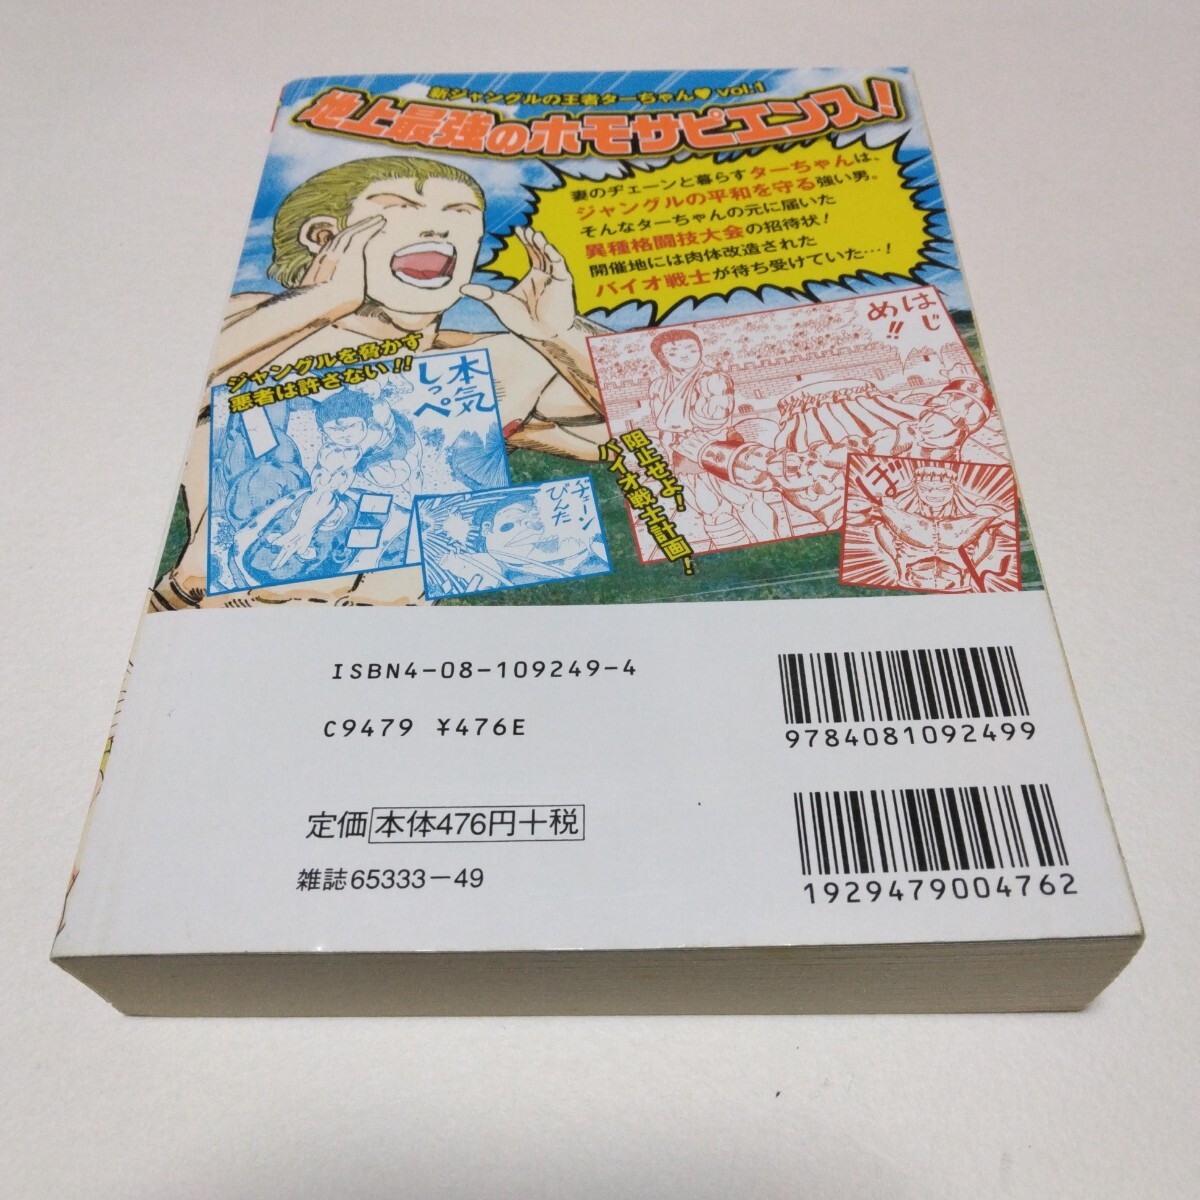 新ジャングルの王者ターちゃん♥ vol.1
地上最強のホモサピエンス!
妻のヂェーンと暮らすターちゃんは、
ジャングルの平和を守る強い男。
そんなターちゃんの元に届いた
異種格闘技大会の招待状!
開催地には肉体改造された
バイオ戦士が待ち受けていた…!
ジャングルを脅かす
悪者は許さない!!
本気
しっぺ
ヂェーン
びんた
はじ
め!!
阻止せよ!
バイオ戦士計画!
ぼ
ん
ISBN4-08-109249-4
C9479 ¥476E
9784081092499
定価 本体476円+税
雑誌65333-49
1929479004762